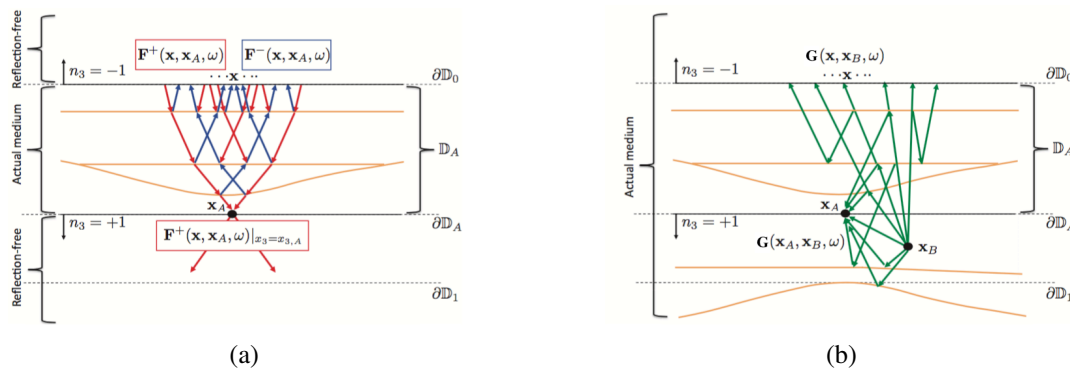 Reflection-free
Actual medium
Reflection-free
F⁺(x, x_A, ω)
F⁻(x, x_A, ω)
n₃ = −1
· · · x · · ·
∂𝔻₀
𝔻_A
x_A
n₃ = +1
∂𝔻_A
F⁺(x, x_A, ω)|_{x₃=x₃,A}
∂𝔻₁
(a)
Actual medium
G(x, x_B, ω)
n₃ = −1
· · · x · · ·
∂𝔻₀
𝔻_A
x_A
n₃ = +1
∂𝔻_A
G(x_A, x_B, ω)
x_B
∂𝔻₁
(b)